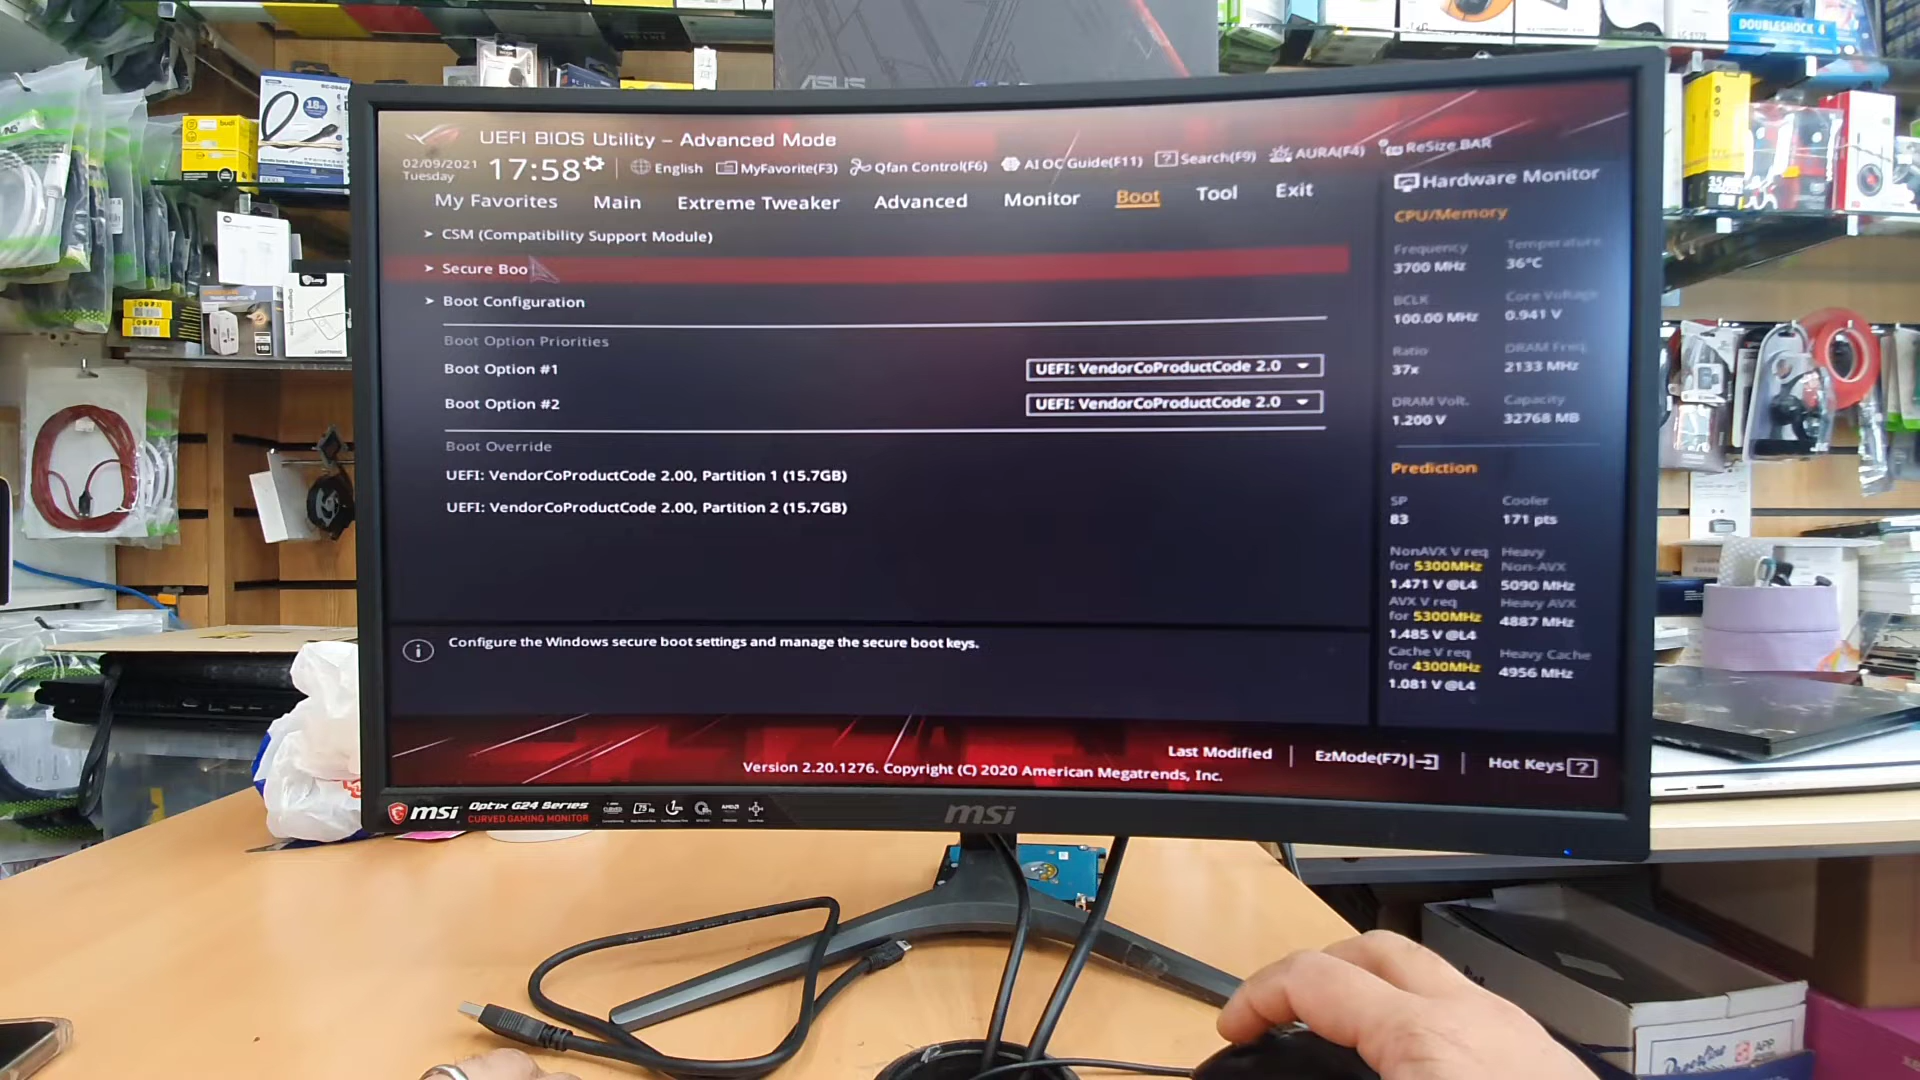 DOUBLESHOCK 4
ASUS
budi
18
UEFI BIOS Utility – Advanced Mode
02/09/2021
Tuesday
17:58
English
MyFavorite(F3)
Qfan Control(F6)
AI OC Guide(F11)
Search(F9)
AURA(F4)
ReSize BAR
My Favorites
Main
Extreme Tweaker
Advanced
Monitor
Boot
Tool
Exit
Hardware Monitor
> CSM (Compatibility Support Module)
> Secure Boo
> Boot Configuration
Boot Option Priorities
Boot Option #1
UEFI: VendorCoProductCode 2.0
Boot Option #2
UEFI: VendorCoProductCode 2.0
Boot Override
UEFI: VendorCoProductCode 2.00, Partition 1 (15.7GB)
UEFI: VendorCoProductCode 2.00, Partition 2 (15.7GB)
Configure the Windows secure boot settings and manage the secure boot keys.
CPU/Memory
Frequency Temperature
3700 MHz 36°C
BCLK Core Voltage
100.00 MHz 0.941 V
Ratio DRAM Freq.
37x 2133 MHz
DRAM Volt. Capacity
1.200 V 32768 MB
Prediction
SP Cooler
83 171 pts
NonAVX V req Heavy
for 5300MHz Non-AVX
1.471 V @L4 5090 MHz
AVX V req Heavy AVX
for 5300MHz 4887 MHz
1.485 V @L4
Cache V req Heavy Cache
for 4300MHz 4956 MHz
1.081 V @L4
Last Modified
EzMode(F7)
Hot Keys ?
Version 2.20.1276. Copyright (C) 2020 American Megatrends, Inc.
msi Optix G24 Series
CURVED GAMING MONITOR
msi